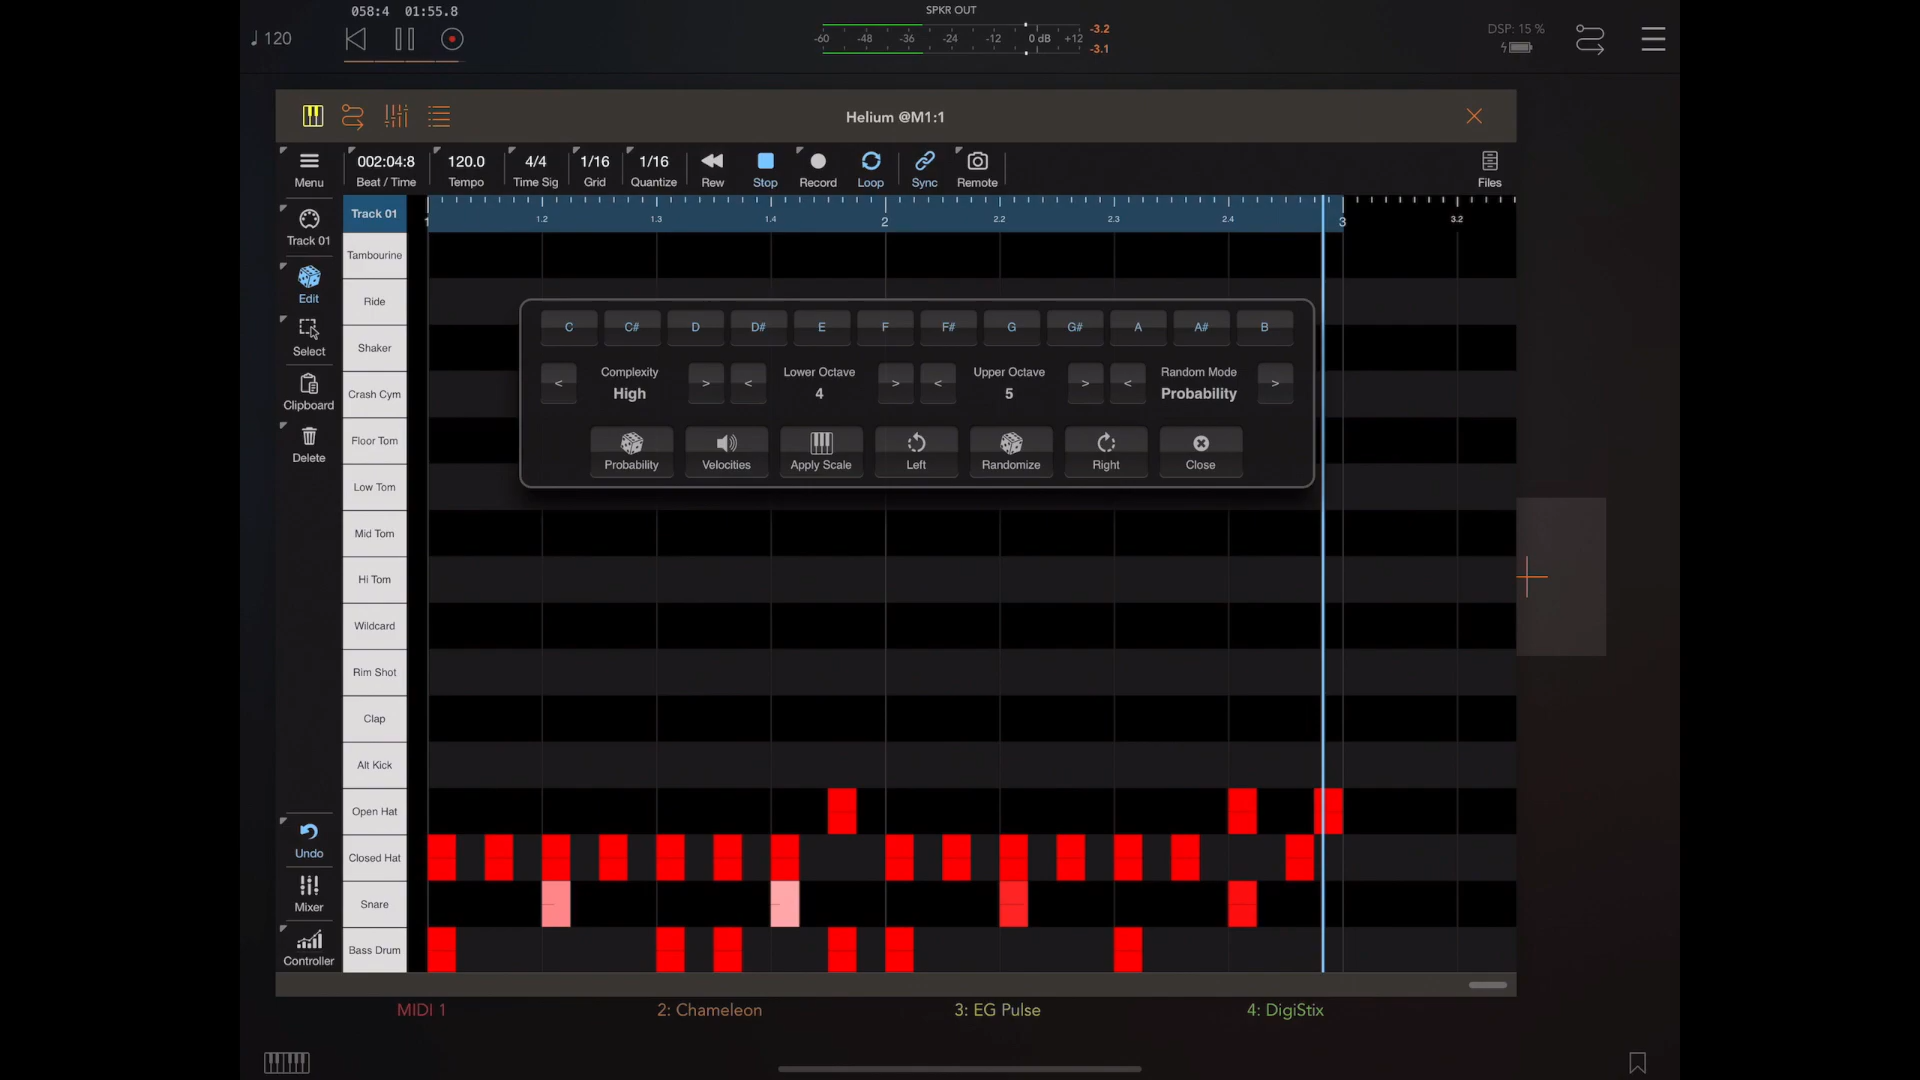 058:4 01:55.8
SPKR OUT
♩ 120
-60 -48 -36 -24 -12 0 dB +12
-3.2
-3.1
DSP: 15 %
Helium @M1:1
Menu
002:04:8
Beat / Time
120.0
Tempo
4/4
Time Sig
1/16
Grid
1/16
Quantize
Rew
Stop
Record
Loop
Sync
Remote
Files
Track 01
1 1.2 1.3 1.4 2 2.2 2.3 2.4 3 3.2
Track 01
Edit
Select
Clipboard
Delete
Undo
Mixer
Controller
Tambourine
Ride
Shaker
Crash Cym
Floor Tom
Low Tom
Mid Tom
Hi Tom
Wildcard
Rim Shot
Clap
Alt Kick
Open Hat
Closed Hat
Snare
Bass Drum
C C# D D# E F F# G G# A A# B
< Complexity >
High
< Lower Octave >
4
< Upper Octave >
5
< Random Mode >
Probability
Probability
Velocities
Apply Scale
Left
Randomize
Right
Close
MIDI 1
2: Chameleon
3: EG Pulse
4: DigiStix